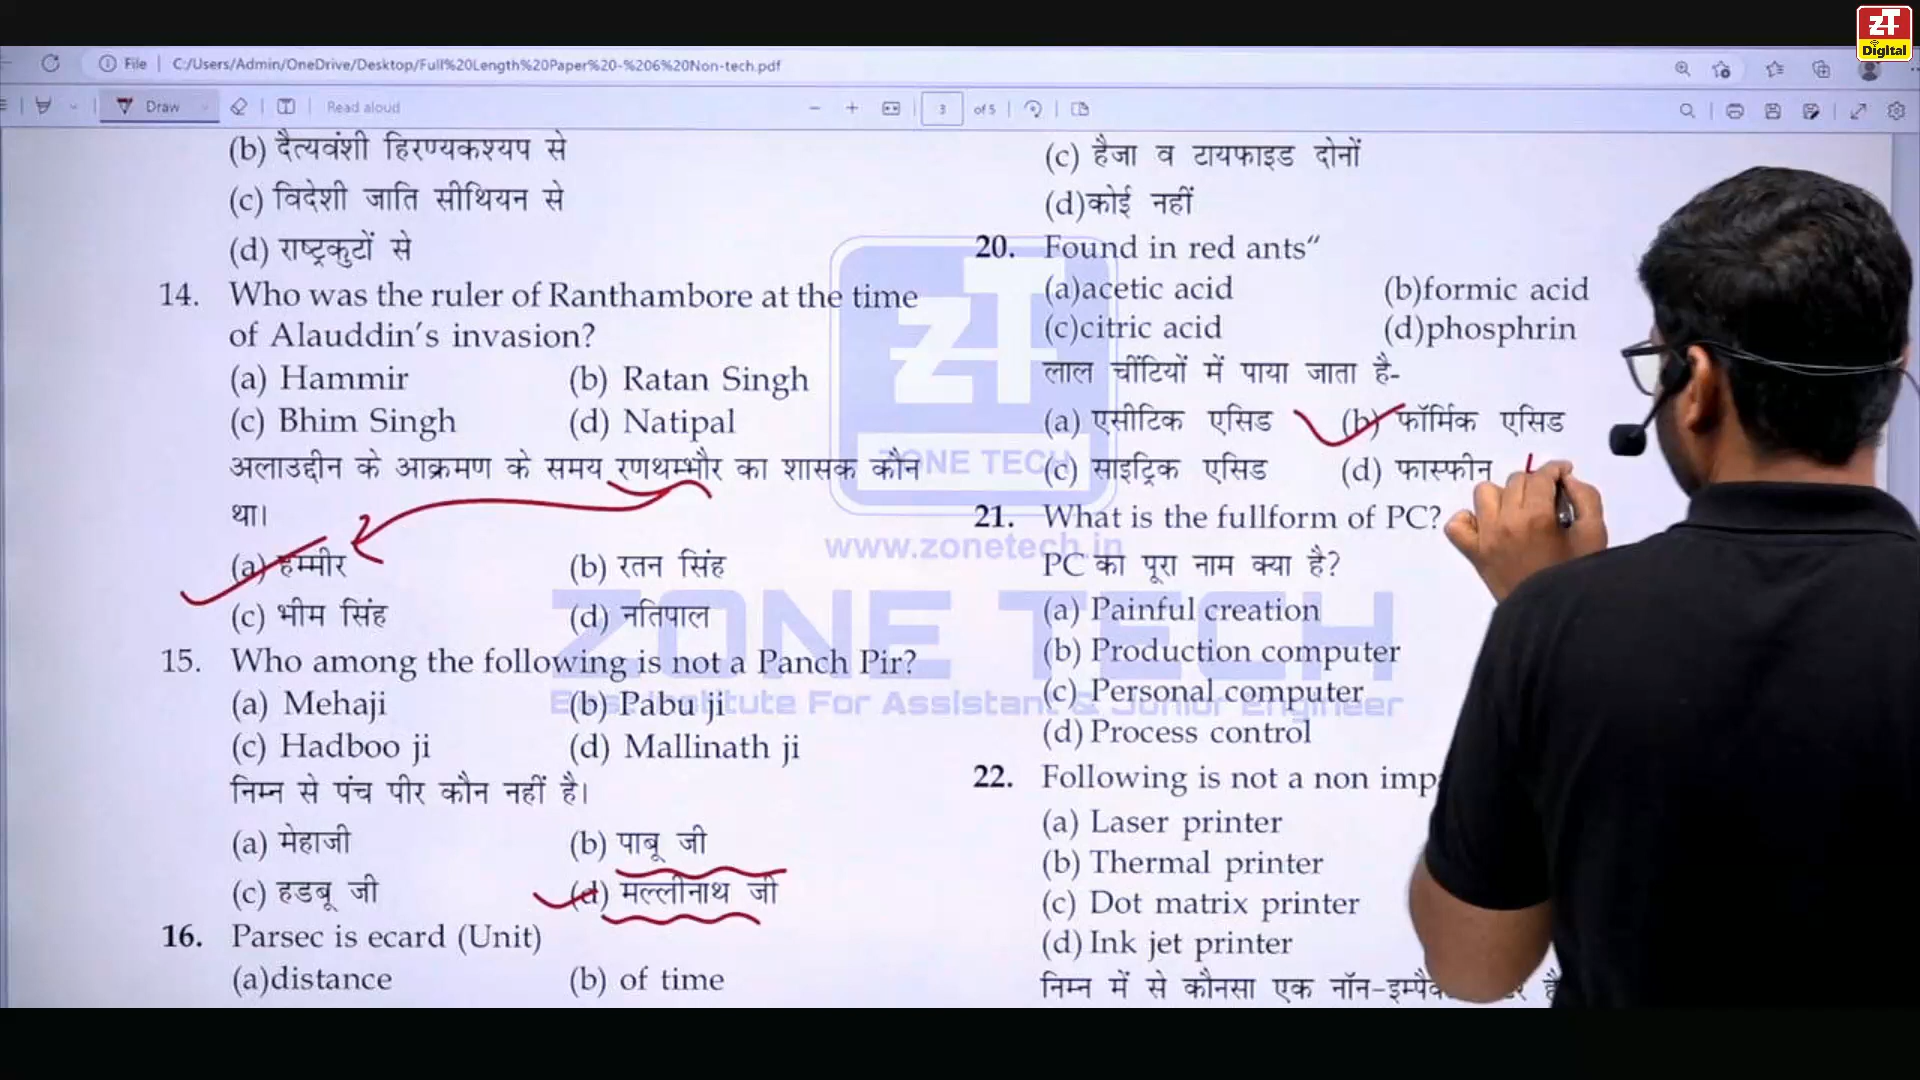 ZT
Digital
File
C:/Users/Admin/OneDrive/Desktop/Full%20Length%20Paper%20-%206%20Non-tech.pdf
Draw
Read aloud
3
of 5
(b) दैत्यवंशी हिरण्यकश्यप से
(c) विदेशी जाति सीथियन से
(d) राष्ट्रकुटों से
14. Who was the ruler of Ranthambore at the time
of Alauddin's invasion?
(a) Hammir (b) Ratan Singh
(c) Bhim Singh (d) Natipal
अलाउद्दीन के आक्रमण के समय रणथम्भौर का शासक कौन
था।
(a) हम्मीर (b) रतन सिंह
(c) भीम सिंह (d) नतिपाल
15. Who among the following is not a Panch Pir?
(a) Mehaji (b) Pabu ji
(c) Hadboo ji (d) Mallinath ji
निम्न से पंच पीर कौन नहीं है।
(a) मेहाजी (b) पाबू जी
(c) हडबू जी (d) मल्लीनाथ जी
16. Parsec is ecard (Unit)
(a)distance (b) of time
(c) हैजा व टायफाइड दोनों
(d)कोई नहीं
20. Found in red ants“
(a)acetic acid (b)formic acid
(c)citric acid (d)phosphrin
लाल चींटियों में पाया जाता है-
(a) एसीटिक एसिड (b) फॉर्मिक एसिड
(c) साइट्रिक एसिड (d) फास्फीन
21. What is the fullform of PC?
PC का पूरा नाम क्या है?
(a) Painful creation
(b) Production computer
(c) Personal computer
(d) Process control
22. Following is not a non imp
(a) Laser printer
(b) Thermal printer
(c) Dot matrix printer
(d) Ink jet printer
निम्न में से कौनसा एक नॉन-इम्पै
ZT
ZONE TECH
www.zonetech.in
ZONE TECH
Institute For Assistant & Junior Engineer